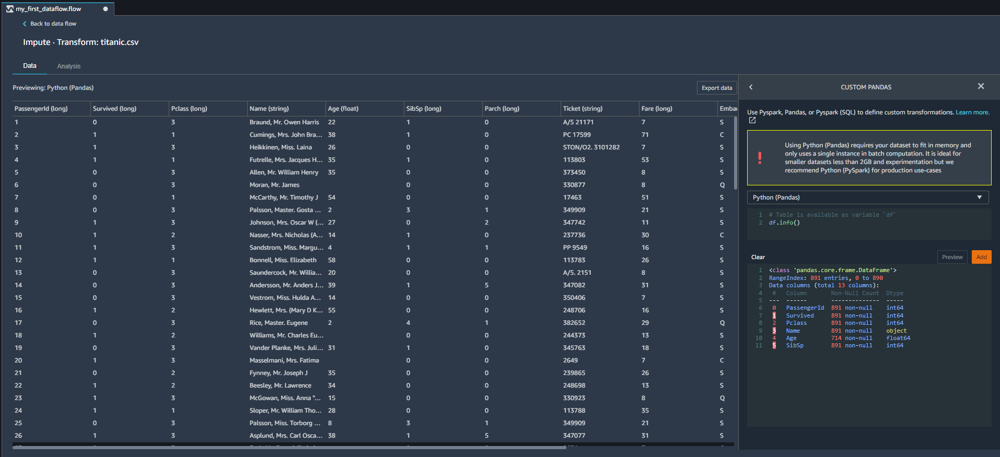 my_first_dataflow.flow
Back to data flow
Impute · Transform: titanic.csv
Data Analysis
Previewing: Python (Pandas)
Export data
PassengerId (long) Survived (long) Pclass (long) Name (string) Age (float) SibSp (long) Parch (long) Ticket (string) Fare (long) Embar
1 0 3 Braund, Mr. Owen Harris 22 1 0 A/5 21171 7 S
2 1 1 Cumings, Mrs. John Bra... 38 1 0 PC 17599 71 C
3 1 3 Heikkinen, Miss. Laina 26 0 0 STON/O2. 3101282 7 S
4 1 1 Futrelle, Mrs. Jacques H... 35 1 0 113803 53 S
5 0 3 Allen, Mr. William Henry 35 0 0 373450 8 S
6 0 3 Moran, Mr. James 0 0 330877 8 Q
7 0 1 McCarthy, Mr. Timothy J 54 0 0 17463 51 S
8 0 3 Palsson, Master. Gosta ... 2 3 1 349909 21 S
9 1 3 Johnson, Mrs. Oscar W (... 27 0 2 347742 11 S
10 1 2 Nasser, Mrs. Nicholas (A... 14 1 0 237736 30 C
11 1 3 Sandstrom, Miss. Margu... 4 1 1 PP 9549 16 S
12 1 1 Bonnell, Miss. Elizabeth 58 0 0 113783 26 S
13 0 3 Saundercock, Mr. Willia... 20 0 0 A/5. 2151 8 S
14 0 3 Andersson, Mr. Anders J... 39 1 5 347082 31 S
15 0 3 Vestrom, Miss. Hulda A... 14 0 0 350406 7 S
16 1 2 Hewlett, Mrs. (Mary D K... 55 0 0 248706 16 S
17 0 3 Rice, Master. Eugene 2 4 1 382652 29 Q
18 1 2 Williams, Mr. Charles Eu... 0 0 244373 13 S
19 0 3 Vander Planke, Mrs. Juli... 31 1 0 345763 18 S
20 1 3 Masselmani, Mrs. Fatima 0 0 2649 7 C
21 0 2 Fynney, Mr. Joseph J 35 0 0 239865 26 S
22 1 2 Beesley, Mr. Lawrence 34 0 0 248698 13 S
23 1 3 McGowan, Miss. Anna "... 15 0 0 330923 8 Q
24 1 1 Sloper, Mr. William Tho... 28 0 0 113788 35 S
25 0 3 Palsson, Miss. Torborg ... 8 3 1 349909 21 S
26 1 3 Asplund, Mrs. Carl Osca... 38 1 5 347077 31 S
CUSTOM PANDAS
Use Pyspark, Pandas, or Pyspark (SQL) to define custom transformations. Learn more.
Using Python (Pandas) requires your dataset to fit in memory and
only uses a single instance in batch computation. It is ideal for
smaller datasets less than 2GB and experimentation but we
recommend Python (PySpark) for production use-cases
Python (Pandas)
1 # Table is available as variable `df`
2 df.info()
Clear Preview Add
1 <class 'pandas.core.frame.DataFrame'>
2 RangeIndex: 891 entries, 0 to 890
3 Data columns (total 13 columns):
4 # Column Non-Null Count Dtype
5 --- ------ -------------- -----
6 0 PassengerId 891 non-null int64
7 1 Survived 891 non-null int64
8 2 Pclass 891 non-null int64
9 3 Name 891 non-null object
10 4 Age 714 non-null float64
11 5 SibSp 891 non-null int64